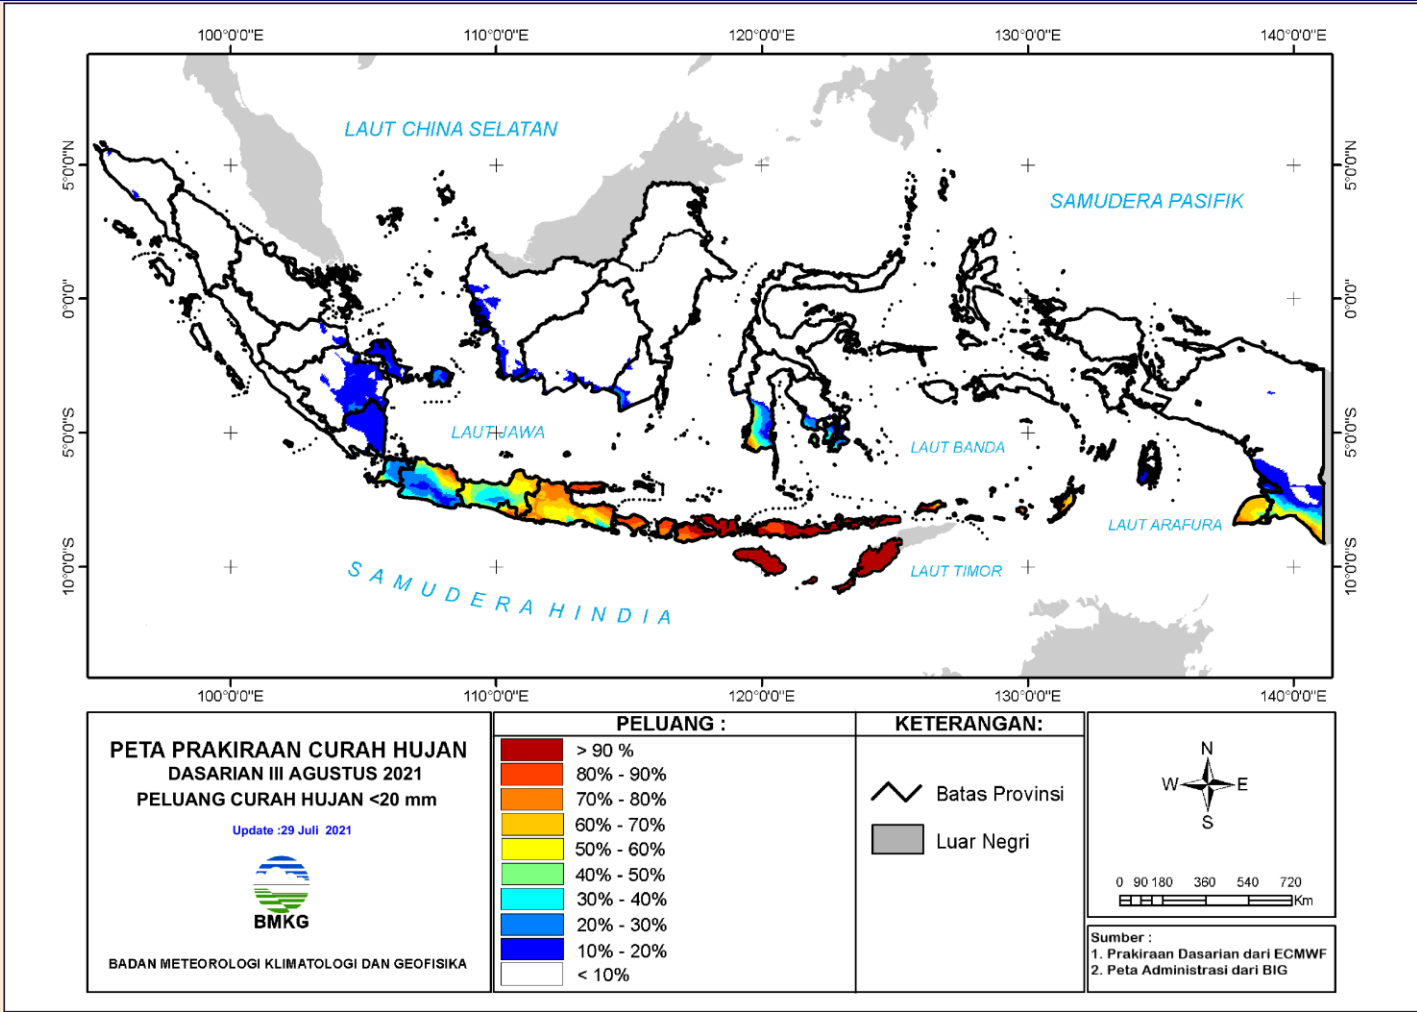 100°0'0"E 110°0'0"E 120°0'0"E 130°0'0"E 140°0'0"E
LAUT CHINA SELATAN
5°0'0"N
5°0'0"N
SAMUDERA PASIFIK
0°0'0"
0°0'0"
5°0'0"S
LAUT JAWA
LAUT BANDA
5°0'0"S
LAUT ARAFURA
10°0'0"S
SAMUDERA HINDIA
LAUT TIMOR
10°0'0"S
100°0'0"E 110°0'0"E 120°0'0"E 130°0'0"E 140°0'0"E
PETA PRAKIRAAN CURAH HUJAN
DASARIAN III AGUSTUS 2021
PELUANG CURAH HUJAN <20 mm
Update :29 Juli 2021
BMKG
BADAN METEOROLOGI KLIMATOLOGI DAN GEOFISIKA
PELUANG :
> 90 %
80% - 90%
70% - 80%
60% - 70%
50% - 60%
40% - 50%
30% - 40%
20% - 30%
10% - 20%
< 10%
KETERANGAN:
Batas Provinsi
Luar Negri
N
W E
S
0 90 180 360 540 720
Km
Sumber :
1. Prakiraan Dasarian dari ECMWF
2. Peta Administrasi dari BIG